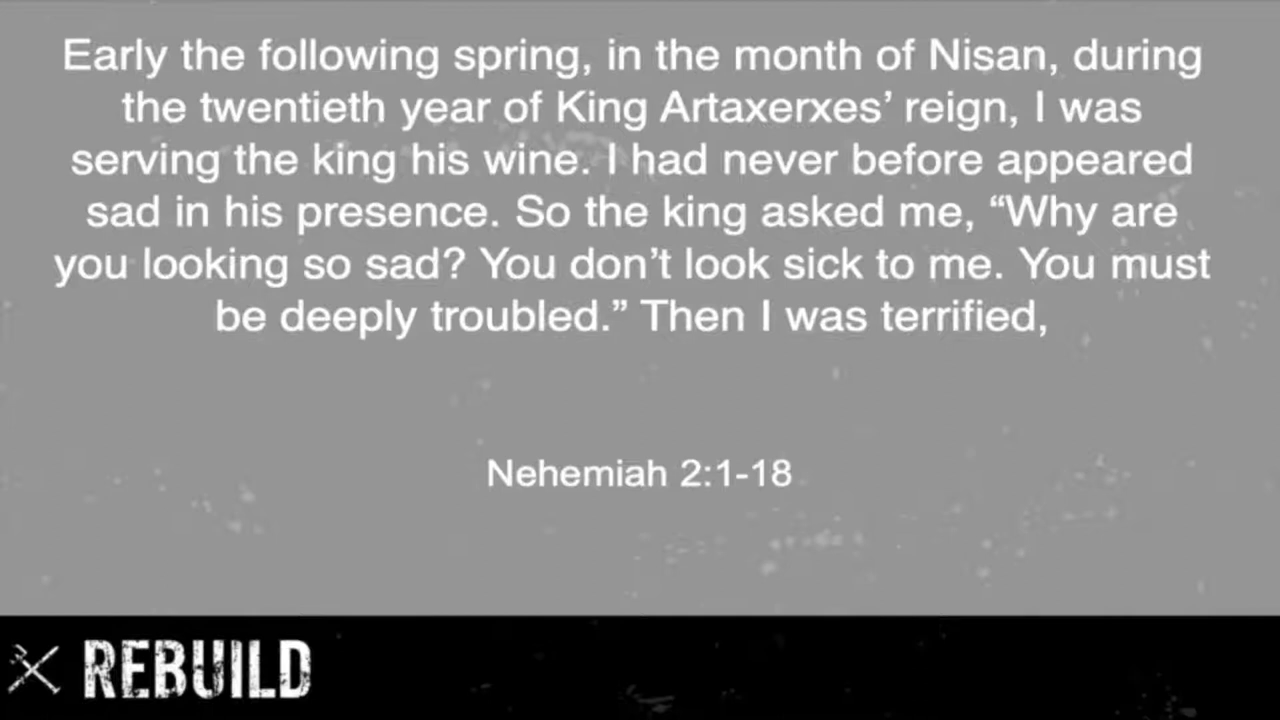 Early the following spring, in the month of Nisan, during
the twentieth year of King Artaxerxes’ reign, I was
serving the king his wine. I had never before appeared
sad in his presence. So the king asked me, “Why are
you looking so sad? You don’t look sick to me. You must
be deeply troubled.” Then I was terrified,
Nehemiah 2:1-18
REBUILD